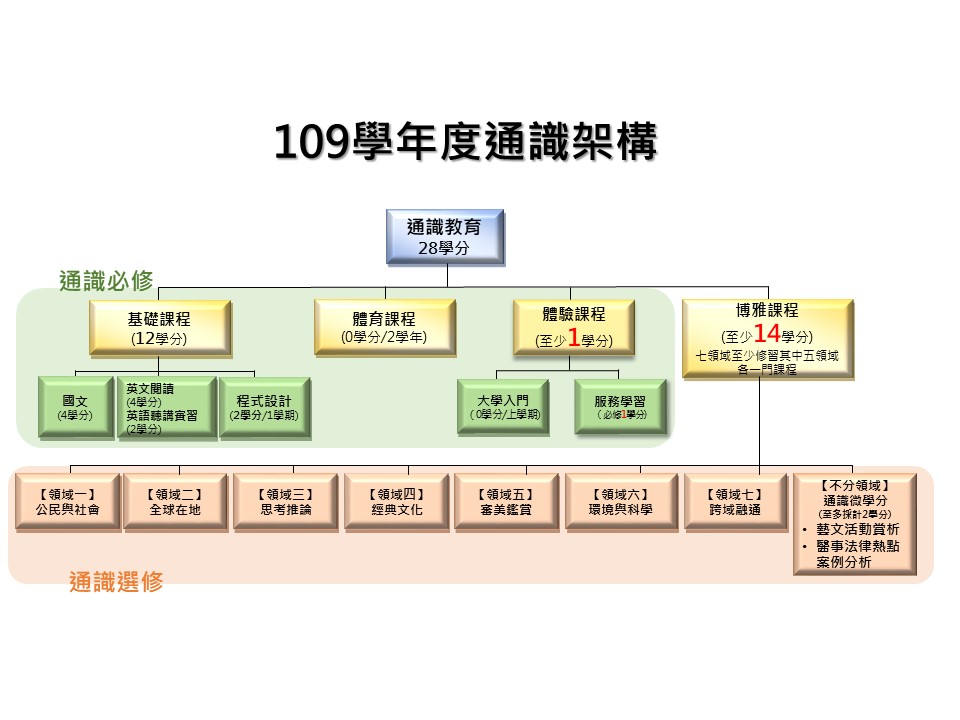 109學年度通識架構
通識教育
28學分
通識必修
基礎課程
(12學分)
體育課程
(0學分/2學年)
體驗課程
(至少1學分)
博雅課程
(至少14學分)
七領域至少修習其中五領域
各一門課程
國文
(4學分)
英文閱讀
(4學分)
英語聽講實習
(2學分)
程式設計
(2學分/1學期)
大學入門
(0學分/上學期)
服務學習
(必修1學分)
【領域一】
公民與社會
【領域二】
全球在地
【領域三】
思考推論
【領域四】
經典文化
【領域五】
審美鑑賞
【領域六】
環境與科學
【領域七】
跨域融通
【不分領域】
通識微學分
(至多採計2學分)
• 藝文活動賞析
• 醫事法律熱點
案例分析
通識選修